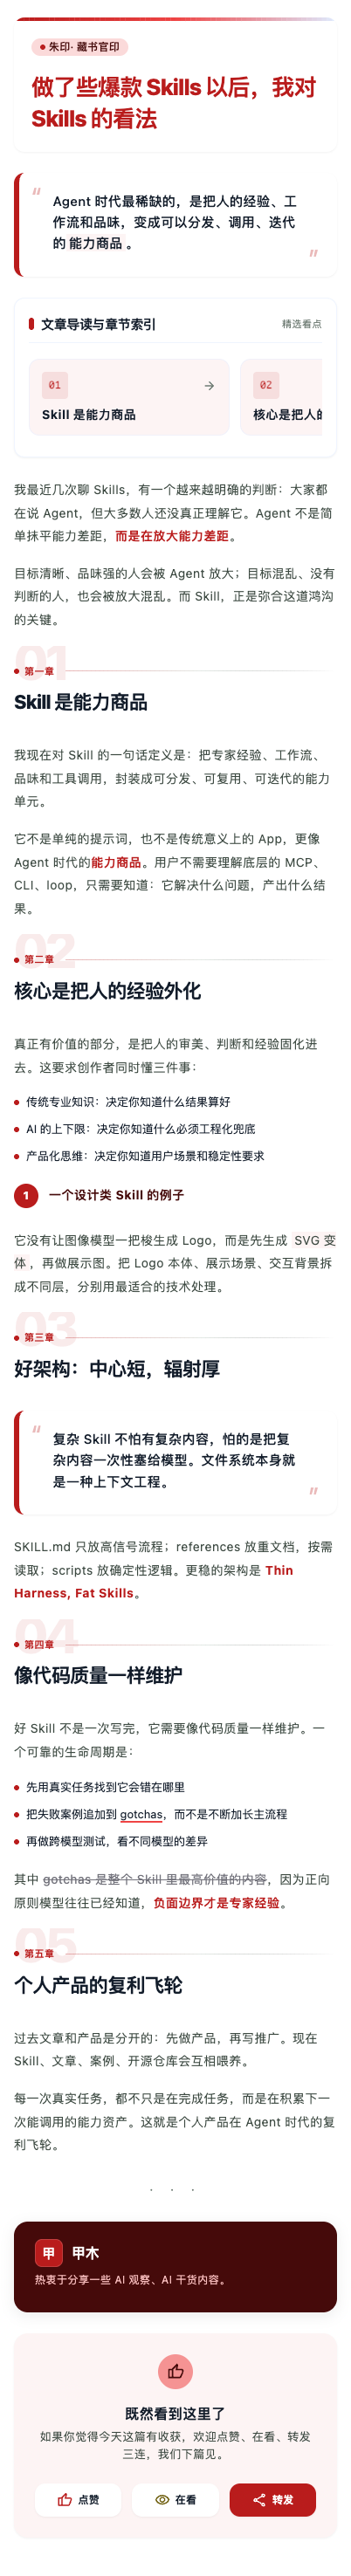 朱印· 藏书官印
做了些爆款 Skills 以后，我对
Skills 的看法
“
Agent 时代最稀缺的，是把人的经验、工
作流和品味，变成可以分发、调用、迭代
的 能力商品 。
”
文章导读与章节索引
精选看点
01
→
Skill 是能力商品
02
核心是把人的
我最近几次聊 Skills，有一个越来越明确的判断：大家都
在说 Agent，但大多数人还没真正理解它。Agent 不是简
单抹平能力差距，而是在放大能力差距。
目标清晰、品味强的人会被 Agent 放大；目标混乱、没有
判断的人，也会被放大混乱。而 Skill，正是弥合这道鸿沟
的关键。
01
第一章
Skill 是能力商品
我现在对 Skill 的一句话定义是：把专家经验、工作流、
品味和工具调用，封装成可分发、可复用、可迭代的能力
单元。
它不是单纯的提示词，也不是传统意义上的 App，更像
Agent 时代的能力商品。用户不需要理解底层的 MCP、
CLI、loop，只需要知道：它解决什么问题，产出什么结
果。
02
第二章
核心是把人的经验外化
真正有价值的部分，是把人的审美、判断和经验固化进
去。这要求创作者同时懂三件事：
传统专业知识：决定你知道什么结果算好
AI 的上下限：决定你知道什么必须工程化兜底
产品化思维：决定你知道用户场景和稳定性要求
1 一个设计类 Skill 的例子
它没有让图像模型一把梭生成 Logo，而是先生成 SVG 变
体 ，再做展示图。把 Logo 本体、展示场景、交互背景拆
成不同层，分别用最适合的技术处理。
03
第三章
好架构：中心短，辐射厚
“
复杂 Skill 不怕有复杂内容，怕的是把复
杂内容一次性塞给模型。文件系统本身就
是一种上下文工程。
”
SKILL.md 只放高信号流程；references 放重文档，按需
读取；scripts 放确定性逻辑。更稳的架构是 Thin
Harness, Fat Skills。
04
第四章
像代码质量一样维护
好 Skill 不是一次写完，它需要像代码质量一样维护。一
个可靠的生命周期是：
先用真实任务找到它会错在哪里
把失败案例追加到 gotchas，而不是不断加长主流程
再做跨模型测试，看不同模型的差异
其中 gotchas 是整个 Skill 里最高价值的内容，因为正向
原则模型往往已经知道，负面边界才是专家经验。
05
第五章
个人产品的复利飞轮
过去文章和产品是分开的：先做产品，再写推广。现在
Skill、文章、案例、开源仓库会互相喂养。
每一次真实任务，都不只是在完成任务，而是在积累下一
次能调用的能力资产。这就是个人产品在 Agent 时代的复
利飞轮。
· · ·
甲 甲木
热衷于分享一些 AI 观察、AI 干货内容。
既然看到这里了
如果你觉得今天这篇有收获，欢迎点赞、在看、转发
三连，我们下篇见。
点赞
在看
转发